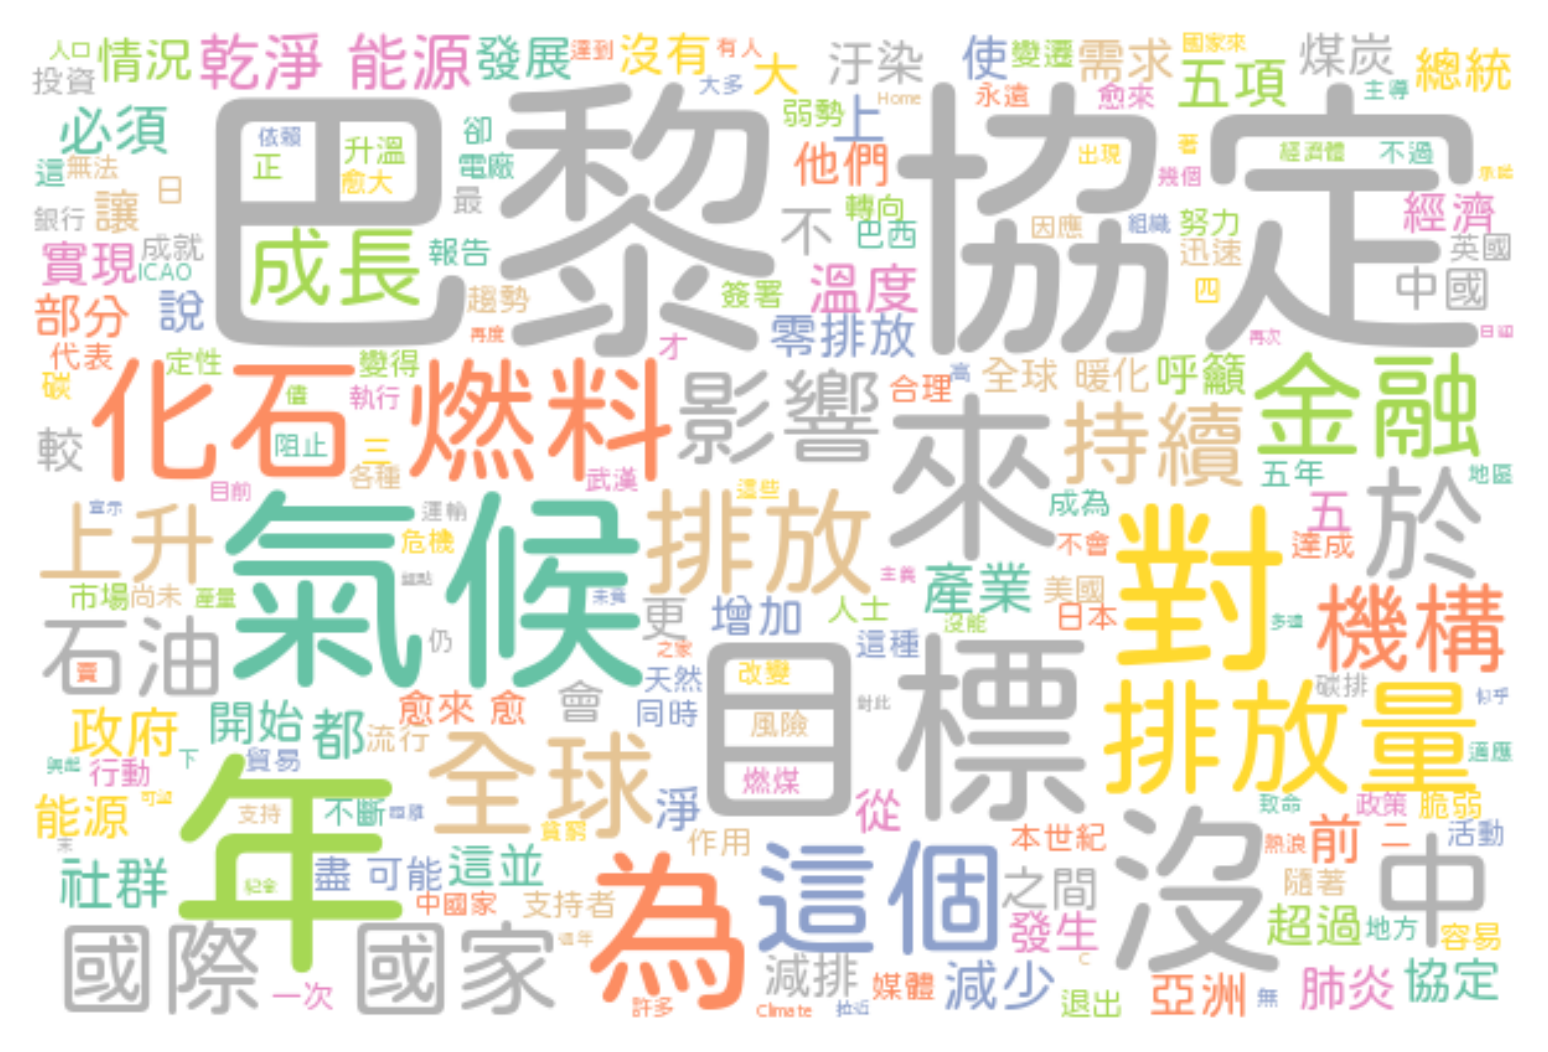 人口 情況 乾淨 能源 發展 達到 沒有 有人 大 汙染 使 變遷 需求 國家來 五項 煤炭 總統
投資 大多 Home 永遠 愈來 主導
必須 依賴 正 升溫 愈大 卻 電廠 弱勢 上 他們 出現 著 經濟體 不過
這 無法 日 最 幾個
巴黎協定
銀行 讓 成長 報告 不 轉向 巴西 因應 組織 努力 迅速 經濟 英國
實現 成就 ICAO 趨勢 簽署 溫度 四 中國
部分 說 再度 才 零排放 再次
代表 定性 變得 合理 高 全球 暖化 呼籲 金融
碳 化石 燃料 僵 執行 影響 來 持續
較 阻止 三 各種 武漢 這些 五年 於 地區
宣示 目前 運輸 成為 五
上升 氣候 危機 排放 不會 對 達成
市場 尚未 產量 主義 產業 美國 機構
石油 仍 更 增加 人士 沒能 日本
賣 之家 天然 改變 這種 目標 碳排 似乎
政府 開始 都 愈來 愈 會 同時 風險 對此 排放量 適應
行動 下 貿易 流行 全球 燃煤
能源 年 支持 不斷 貧窮 淨 從 致命 政策 脆弱
作用 本世紀 沒 熱浪 前 二 活動
社群 盡 可能 這並 為 這個 之間 隨著 中
中國家 支持者 發生 超過 地方 容易
國際 國家 減排 C
一次 許多 Climate 拉近 媒體 減少 退出 亞洲 無 肺炎 協定